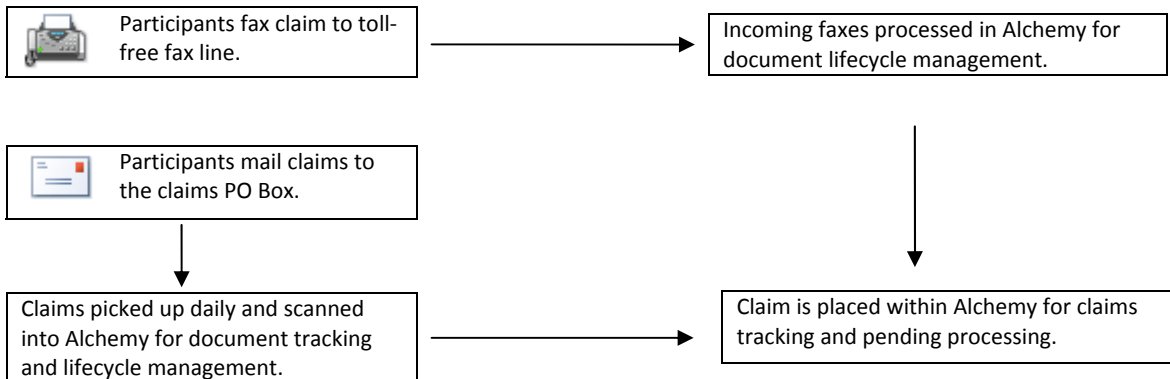 Participants fax claim to toll-
free fax line.
Incoming faxes processed in Alchemy for
document lifecycle management.
Participants mail claims to
the claims PO Box.
Claims picked up daily and scanned
into Alchemy for document tracking
and lifecycle management.
Claim is placed within Alchemy for claims
tracking and pending processing.